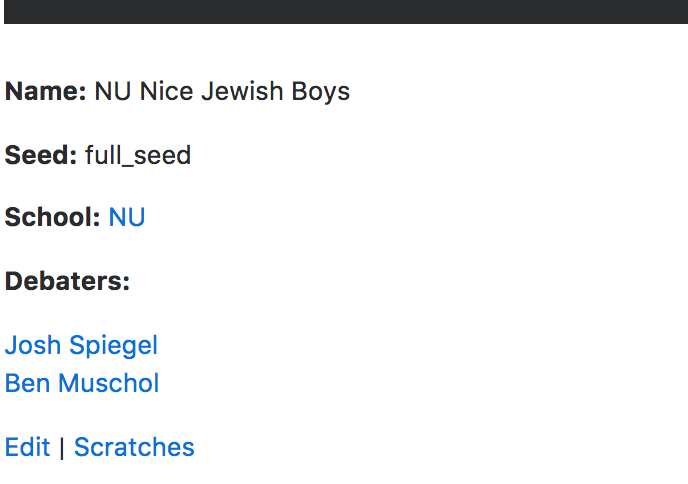 Name: NU Nice Jewish Boys
Seed: full_seed
School: NU
Debaters:
Josh Spiegel
Ben Muschol
Edit | Scratches